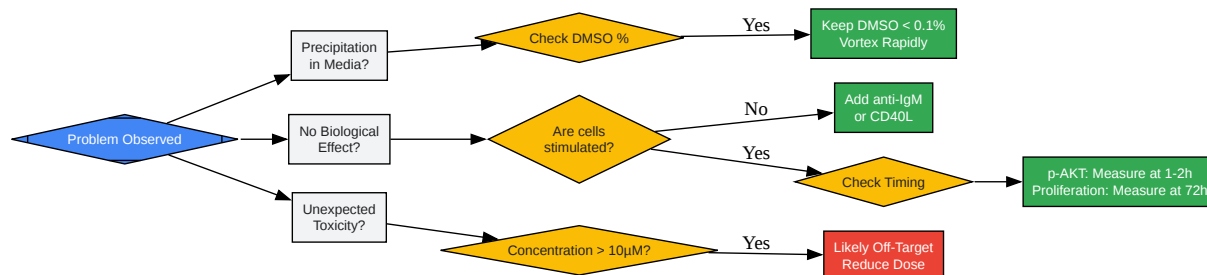 Problem Observed
Precipitation
in Media?
Check DMSO %
Yes
Keep DMSO < 0.1%
Vortex Rapidly
No Biological
Effect?
Are cells
stimulated?
No
Add anti-IgM
or CD40L
Yes
Check Timing
p-AKT: Measure at 1-2h
Proliferation: Measure at 72h
Unexpected
Toxicity?
Concentration > 10µM?
Yes
Likely Off-Target
Reduce Dose